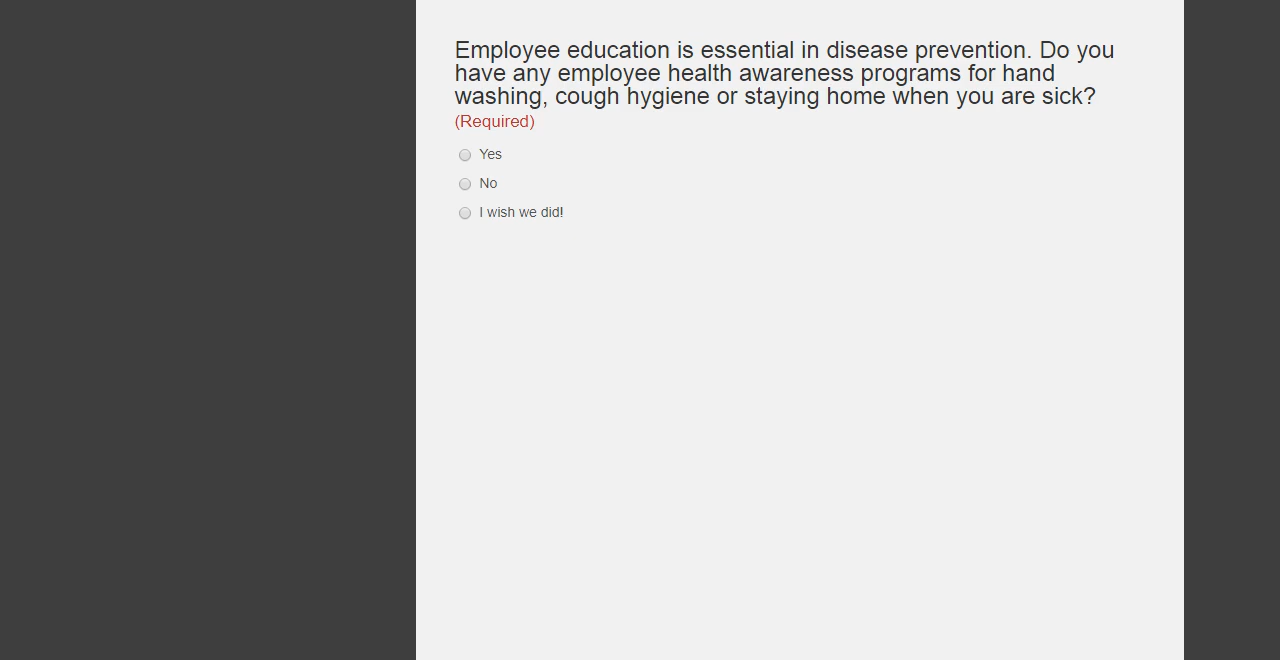 Employee education is essential in disease prevention. Do you
have any employee health awareness programs for hand
washing, cough hygiene or staying home when you are sick?
(Required)
Yes
No
I wish we did!